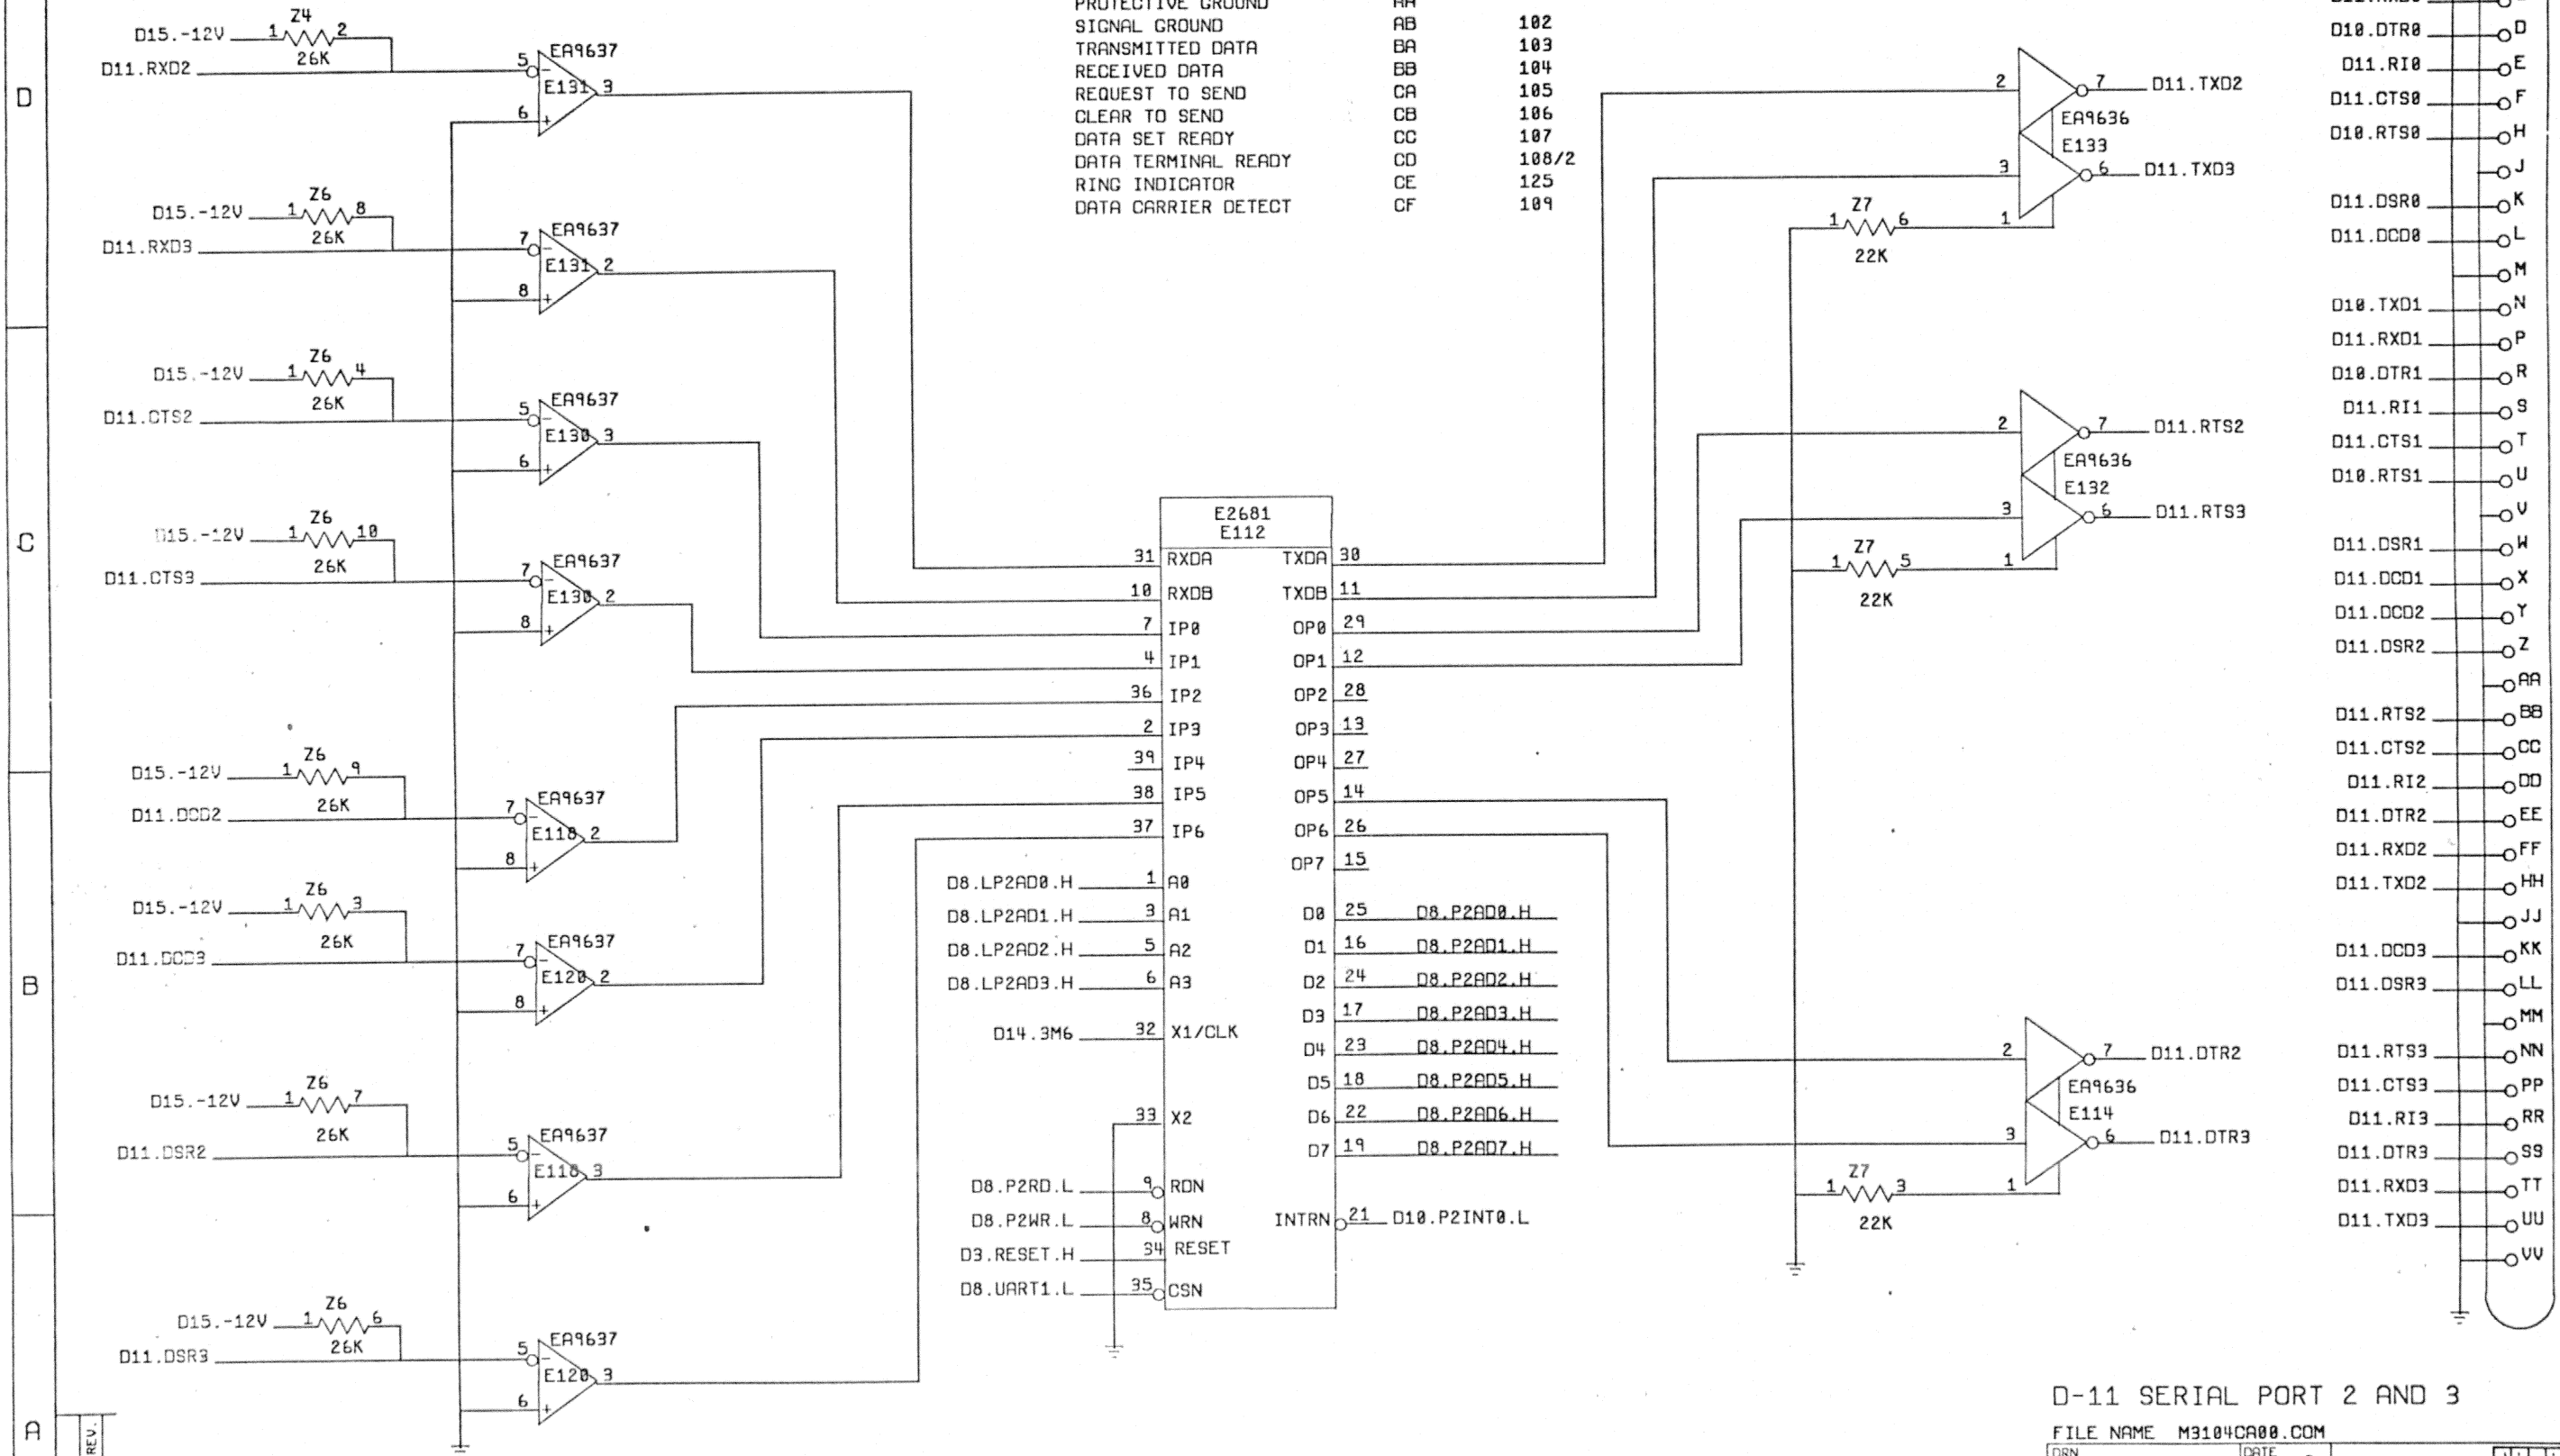 D
C
B
A
REV.
D15.-12V 1 Z4 2
26K
D11.RXD2
5 EA9637
E131 3
6
D15.-12V 1 Z6 8
26K
D11.RXD3
7 EA9637
E131 2
8
D15.-12V 1 Z6 4
26K
D11.CTS2
5 EA9637
E130 3
6
D15.-12V 1 Z6 10
26K
D11.CTS3
7 EA9637
E130 2
8
D15.-12V 1 Z6 9
26K
D11.DCD2
7 EA9637
E118 2
8
D15.-12V 1 Z6 3
26K
D11.DCD3
7 EA9637
E120 2
8
D15.-12V 1 Z6 7
26K
D11.DSR2
5 EA9637
E118 3
6
D15.-12V 1 Z6 6
26K
D11.DSR3
5 EA9637
E120 3
6
PROTECTIVE GROUND AA
SIGNAL GROUND AB 102
TRANSMITTED DATA BA 103
RECEIVED DATA BB 104
REQUEST TO SEND CA 105
CLEAR TO SEND CB 106
DATA SET READY CC 107
DATA TERMINAL READY CD 108/2
RING INDICATOR CE 125
DATA CARRIER DETECT CF 109
E2681
E112
31 RXDA TXDA 30
10 RXDB TXDB 11
7 IP0 OP0 29
4 IP1 OP1 12
36 IP2 OP2 28
2 IP3 OP3 13
39 IP4 OP4 27
38 IP5 OP5 14
37 IP6 OP6 26
OP7 15
D8.LP2AD0.H 1 A0
D8.LP2AD1.H 3 A1
D8.LP2AD2.H 5 A2
D8.LP2AD3.H 6 A3
D14.3M6 32 X1/CLK
33 X2
D8.P2RD.L 9 RDN
D8.P2WR.L 8 WRN
D3.RESET.H 34 RESET
D8.UART1.L 35 CSN
D0 25 D8.P2AD0.H
D1 16 D8.P2AD1.H
D2 24 D8.P2AD2.H
D3 17 D8.P2AD3.H
D4 23 D8.P2AD4.H
D5 18 D8.P2AD5.H
D6 22 D8.P2AD6.H
D7 19 D8.P2AD7.H
INTRN 21 D10.P2INT0.L
2 7 D11.TXD2
EA9636
E133
3 6 D11.TXD3
1 Z7 6 1
22K
2 7 D11.RTS2
EA9636
E132
3 6 D11.RTS3
1 Z7 5 1
22K
2 7 D11.DTR2
EA9636
E114
3 6 D11.DTR3
1 Z7 3 1
22K
D10.DTR0 D
D11.RI0 E
D11.CTS0 F
D10.RTS0 H
J
D11.DSR0 K
D11.DCD0 L
M
D10.TXD1 N
D11.RXD1 P
D10.DTR1 R
D11.RI1 S
D11.CTS1 T
D10.RTS1 U
V
D11.DSR1 W
D11.DCD1 X
D11.DCD2 Y
D11.DSR2 Z
AA
D11.RTS2 BB
D11.CTS2 CC
D11.RI2 DD
D11.DTR2 EE
D11.RXD2 FF
D11.TXD2 HH
JJ
D11.DCD3 KK
D11.DSR3 LL
MM
D11.RTS3 NN
D11.CTS3 PP
D11.RI3 RR
D11.DTR3 SS
D11.RXD3 TT
D11.TXD3 UU
VV
D-11 SERIAL PORT 2 AND 3
FILE NAME M3104CA00.COM
DRN DATE